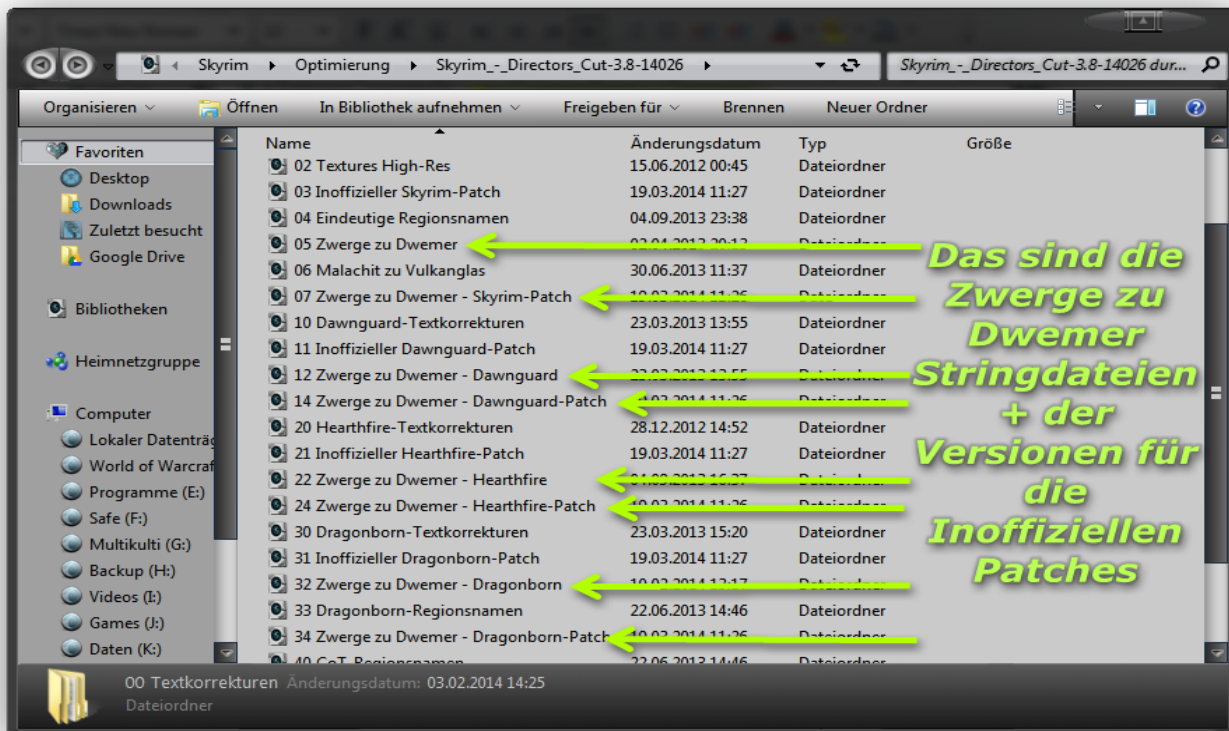 Skyrim Optimierung Skyrim_-_Directors_Cut-3.8-14026 Skyrim_-_Directors_Cut-3.8-14026 dur...
Organisieren Öffnen In Bibliothek aufnehmen Freigeben für Brennen Neuer Ordner
Favoriten
Desktop
Downloads
Zuletzt besucht
Google Drive
Bibliotheken
Heimnetzgruppe
Computer
Lokaler Datenträg
World of Warcraf
Programme (E:)
Safe (F:)
Multikulti (G:)
Backup (H:)
Videos (I:)
Games (J:)
Daten (K:)
Name Änderungsdatum Typ Größe
02 Textures High-Res 15.06.2012 00:45 Dateiordner
03 Inoffizieller Skyrim-Patch 19.03.2014 11:27 Dateiordner
04 Eindeutige Regionsnamen 04.09.2013 23:38 Dateiordner
05 Zwerge zu Dwemer
06 Malachit zu Vulkanglas 30.06.2013 11:37 Dateiordner
07 Zwerge zu Dwemer - Skyrim-Patch
10 Dawnguard-Textkorrekturen 23.03.2013 13:55 Dateiordner
11 Inoffizieller Dawnguard-Patch 19.03.2014 11:27 Dateiordner
12 Zwerge zu Dwemer - Dawnguard
14 Zwerge zu Dwemer - Dawnguard-Patch
20 Hearthfire-Textkorrekturen 28.12.2012 14:52 Dateiordner
21 Inoffizieller Hearthfire-Patch 19.03.2014 11:27 Dateiordner
22 Zwerge zu Dwemer - Hearthfire
24 Zwerge zu Dwemer - Hearthfire-Patch
30 Dragonborn-Textkorrekturen 23.03.2013 15:20 Dateiordner
31 Inoffizieller Dragonborn-Patch 19.03.2014 11:27 Dateiordner
32 Zwerge zu Dwemer - Dragonborn
33 Dragonborn-Regionsnamen 22.06.2013 14:46 Dateiordner
34 Zwerge zu Dwemer - Dragonborn-Patch
40 CoT-Regionsnamen 22.06.2013 14:46 Dateiordner
Das sind die
Zwerge zu
Dwemer
Stringdateien
+ der
Versionen für
die
Inoffiziellen
Patches
00 Textkorrekturen Änderungsdatum: 03.02.2014 14:25
Dateiordner